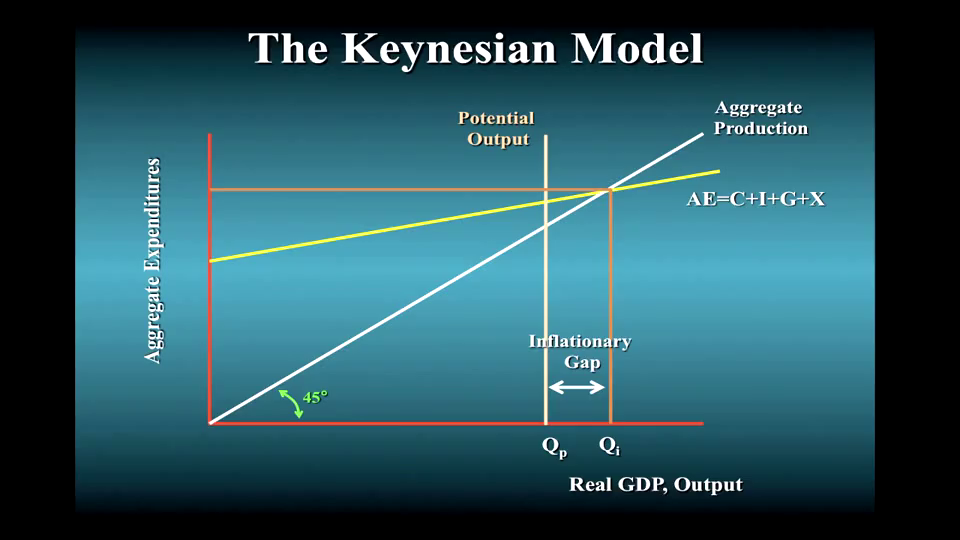 The Keynesian Model
Aggregate
Production
Potential
Output
AE=C+I+G+X
Aggregate Expenditures
Inflationary
Gap
45°
Qp
Qi
Real GDP, Output